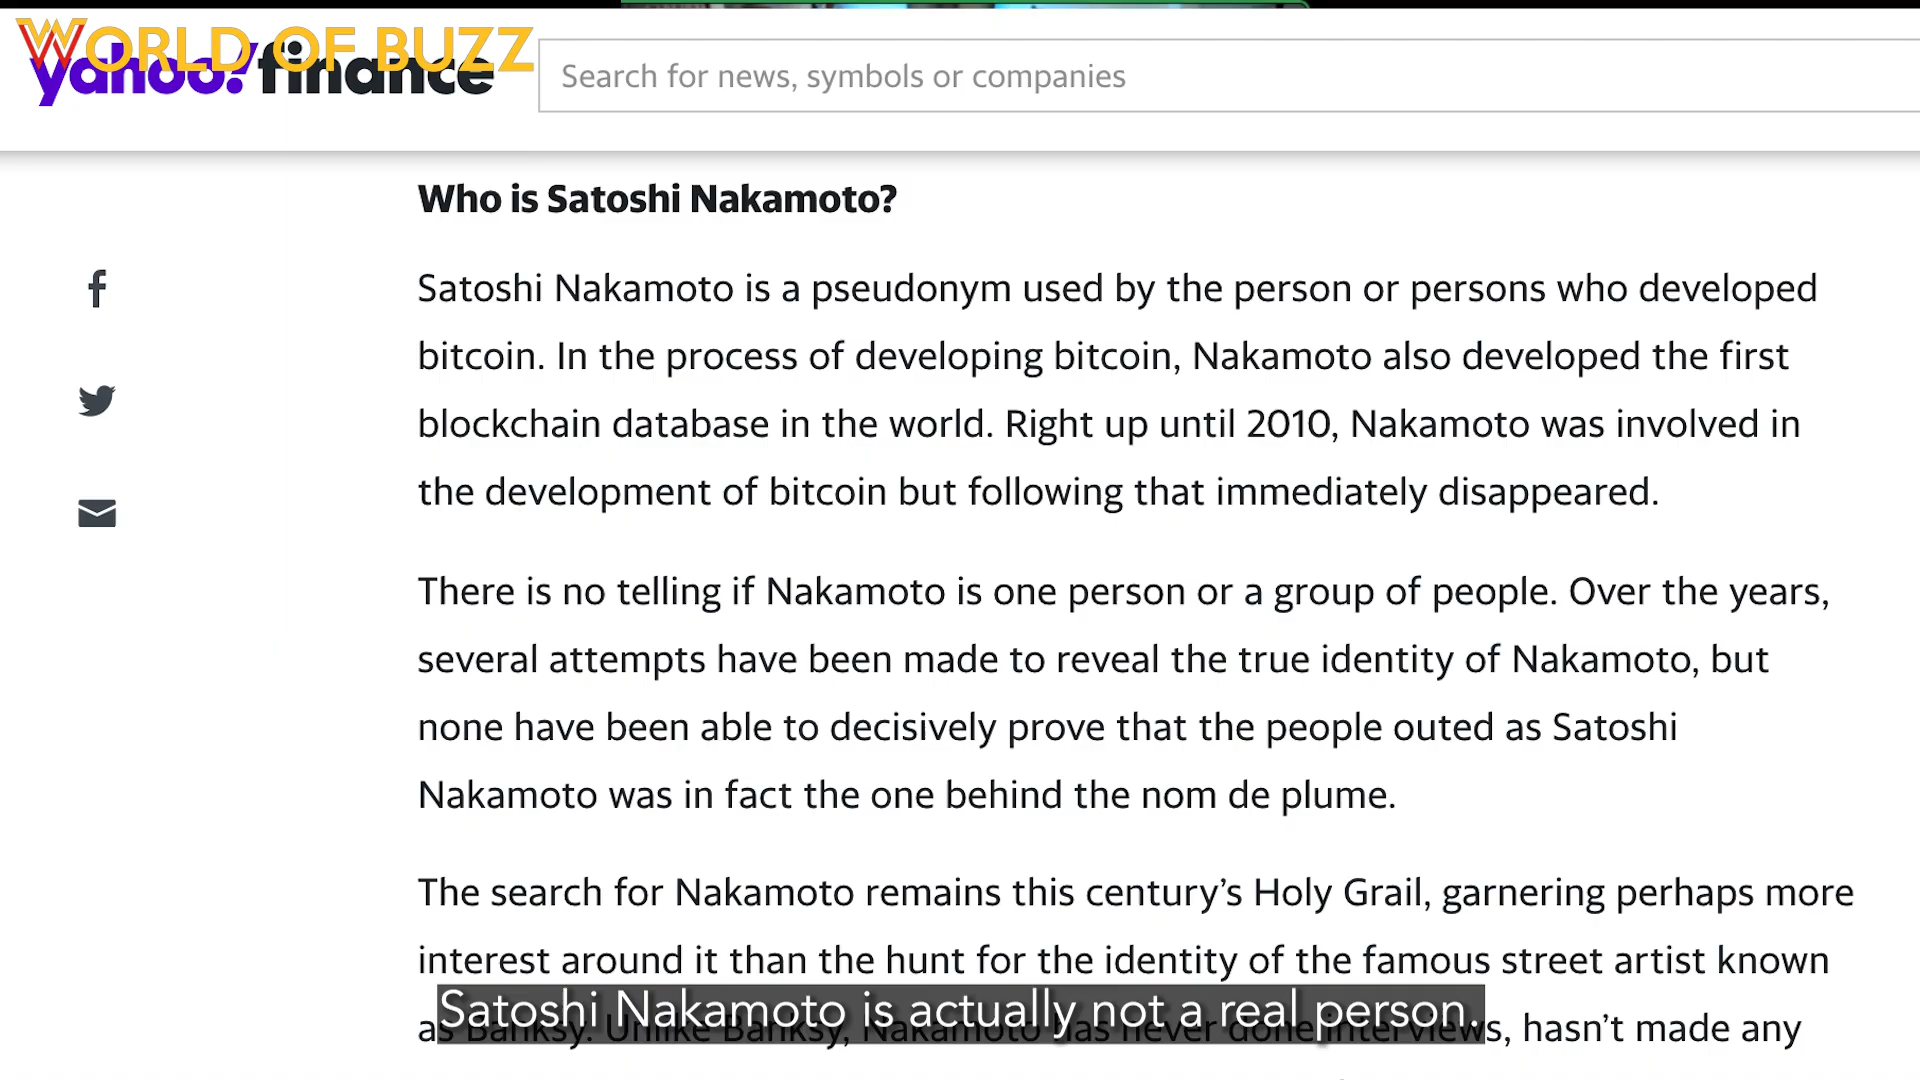 WORLD OF BUZZ
yahoo! finance
Search for news, symbols or companies
Who is Satoshi Nakamoto?
Satoshi Nakamoto is a pseudonym used by the person or persons who developed
bitcoin. In the process of developing bitcoin, Nakamoto also developed the first
blockchain database in the world. Right up until 2010, Nakamoto was involved in
the development of bitcoin but following that immediately disappeared.
There is no telling if Nakamoto is one person or a group of people. Over the years,
several attempts have been made to reveal the true identity of Nakamoto, but
none have been able to decisively prove that the people outed as Satoshi
Nakamoto was in fact the one behind the nom de plume.
The search for Nakamoto remains this century’s Holy Grail, garnering perhaps more
interest around it than the hunt for the identity of the famous street artist known
as Banksy. Unlike Banksy, Nakamoto has never done interviews, hasn’t made any
Satoshi Nakamoto is actually not a real person,